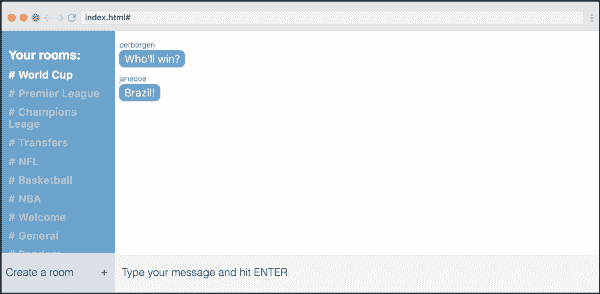 index.html#
Your rooms:
# World Cup
# Premier League
# Champions
Leage
# Transfers
# NFL
# Basketball
# NBA
# Welcome
# General
Create a room +
perborgen
Who'll win?
janedoe
Brazil!
Type your message and hit ENTER